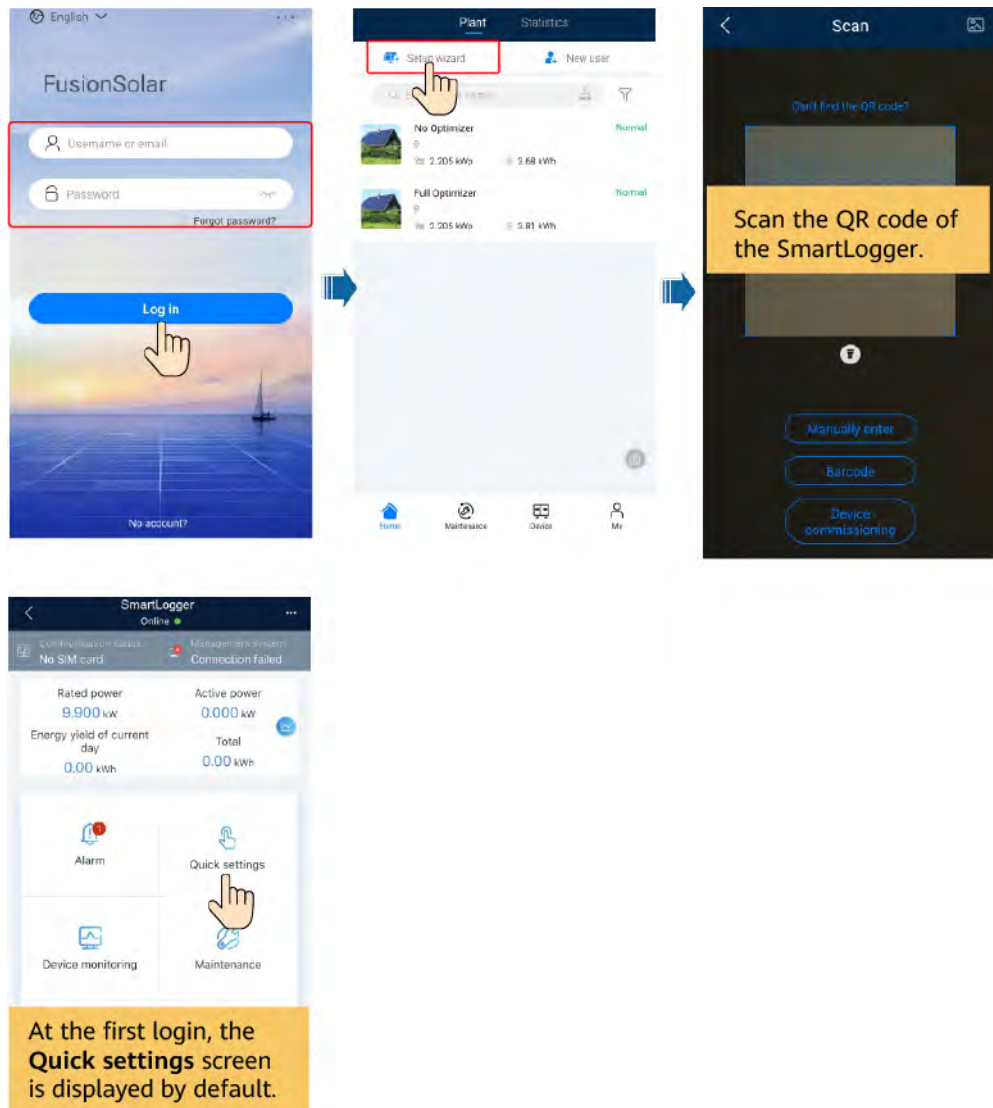 English
FusionSolar
Username or email
Password
Forgot password?
Log in
No account?
Plant Statistics
Setup wizard New user
No Optimizer Normal
2.205 kWp 3.68 kWh
Full Optimizer Normal
2.205 kWp 3.81 kWh
Home Maintenance Device Me
Scan
Can't find the QR code?
Scan the QR code of
the SmartLogger.
Manually enter
Barcode
Device
commissioning
SmartLogger
Online
Communication status Management system
No SIM card Connection failed
Rated power Active power
9.900 kW 0.000 kW
Energy yield of current
day Total
0.00 kWh 0.00 kWh
Alarm
Quick settings
Device monitoring Maintenance
At the first login, the
Quick settings screen
is displayed by default.